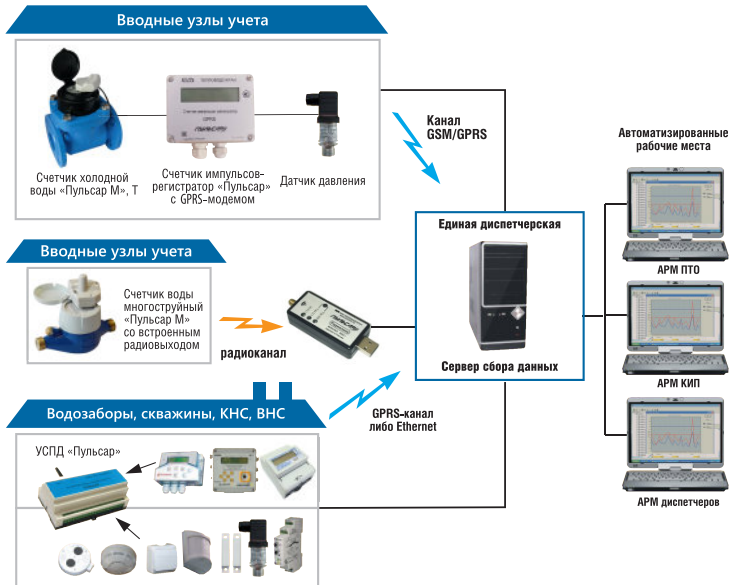 Вводные узлы учета
Счетчик холодной
воды «Пульсар М», Т
Счетчик импульсов-
регистратор «Пульсар»
с GPRS-модемом
Датчик давления
Канал
GSM/GPRS
Автоматизированные
рабочие места
АРМ ПТО
АРМ КИП
АРМ диспетчеров
Единая диспетчерская
Сервер сбора данных
Вводные узлы учета
Счетчик воды
многоструйный
«Пульсар М»
со встроенным
радиовыходом
радиоканал
GPRS-канал
либо Ethernet
Водозаборы, скважины, КНС, ВНС
УСПД «Пульсар»